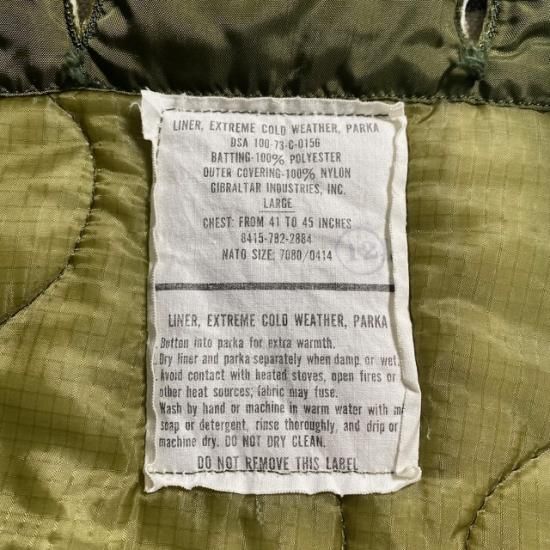 LINER, EXTREME COLD WEATHER, PARKA
DSA 100-73-C-0156
BATTING-100% POLYESTER
OUTER COVERING-100% NYLON
GIBRALTAR INDUSTRIES, INC.
LARGE
CHEST: FROM 41 TO 45 INCHES
8415-782-2884
NATO SIZE: 7080/0414
12
LINER, EXTREME COLD WEATHER, PARKA
Button into parka for extra warmth.
Dry liner and parka separately when damp or wet.
Avoid contact with heated stoves, open fires or
other heat sources; fabric may fuse.
Wash by hand or machine in warm water with
soap or detergent, rinse thoroughly, and drip or
machine dry. DO NOT DRY CLEAN.
DO NOT REMOVE THIS LABEL